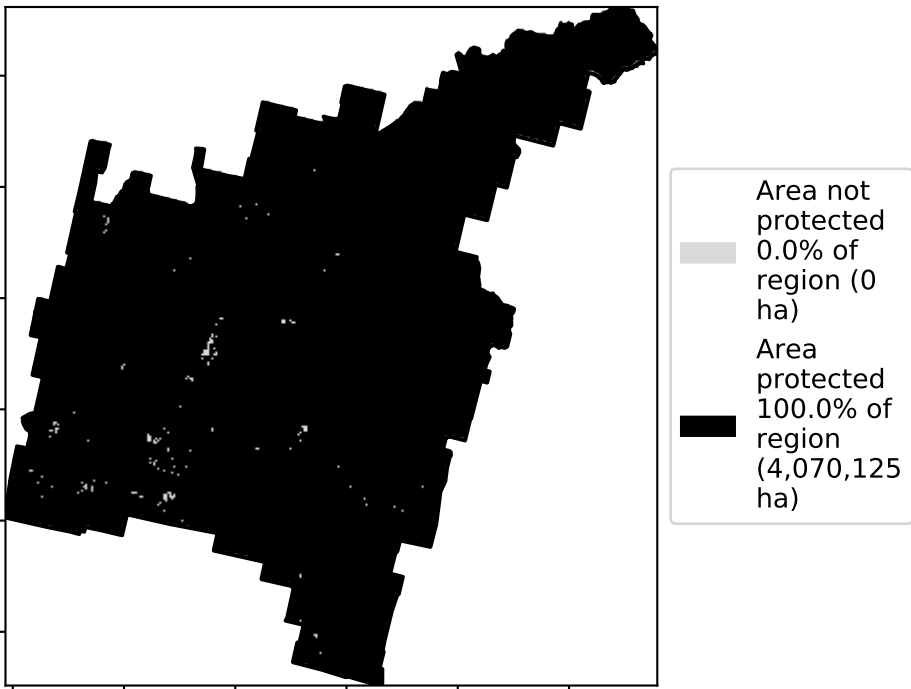 Area not
protected
0.0% of
region (0
ha)
Area
protected
100.0% of
region
(4,070,125
ha)